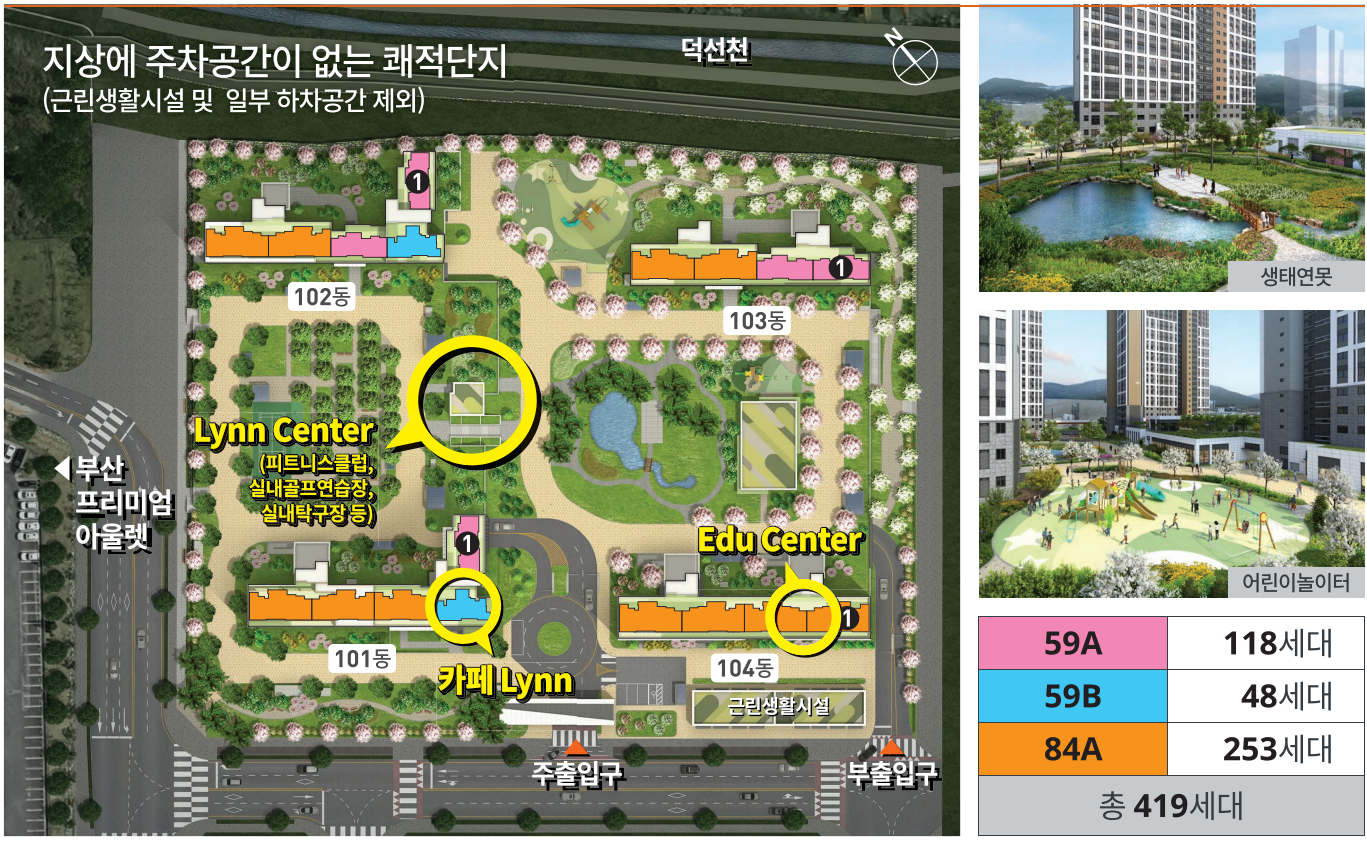 지상에 주차공간이 없는 쾌적단지
(근린생활시설 및 일부 하차공간 제외)
덕선천
N
1
1
102동
103동
Lynn Center
(피트니스클럽,
실내골프연습장,
실내탁구장 등)
부산
프리미엄
아울렛
1
Edu Center
1
101동
카페 Lynn
104동
근린생활시설
주출입구
부출입구
생태연못
어린이놀이터
59A 118세대
59B 48세대
84A 253세대
총 419세대